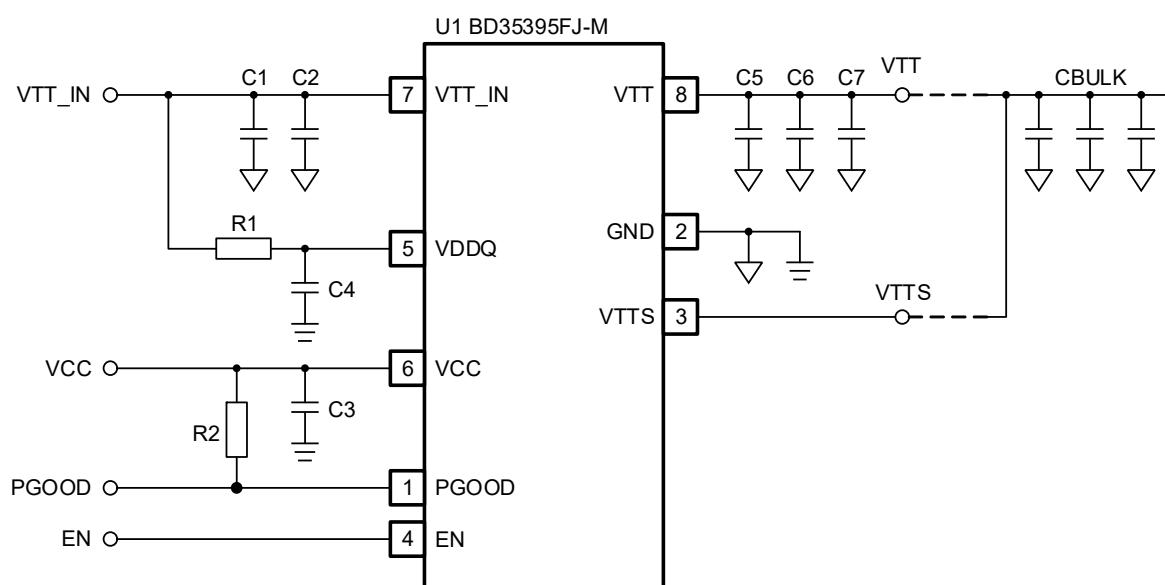 U1 BD35395FJ-M
VTT_IN
C1
C2
7
VTT_IN
VTT
8
C5
C6
C7
VTT
CBULK
R1
5
VDDQ
C4
GND
2
VTTS
3
VTTS
VCC
6
VCC
C3
R2
PGOOD
1
PGOOD
EN
4
EN